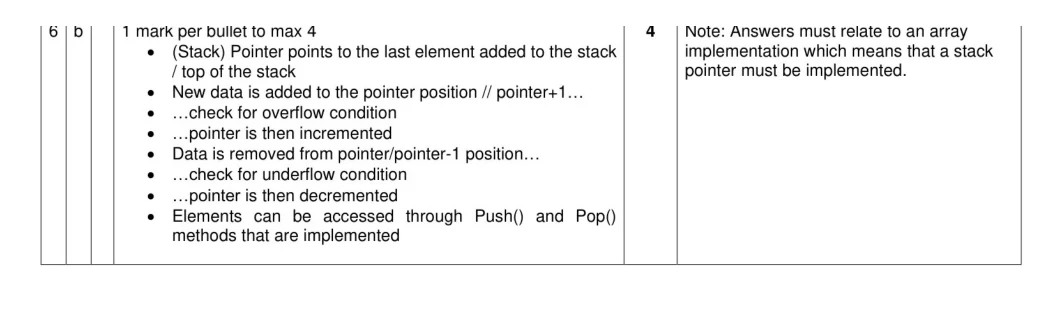 6 b 1 mark per bullet to max 4 4 Note: Answers must relate to an array
• (Stack) Pointer points to the last element added to the stack implementation which means that a stack
/ top of the stack pointer must be implemented.
• New data is added to the pointer position // pointer+1…
• …check for overflow condition
• …pointer is then incremented
• Data is removed from pointer/pointer-1 position…
• …check for underflow condition
• …pointer is then decremented
• Elements can be accessed through Push() and Pop()
methods that are implemented